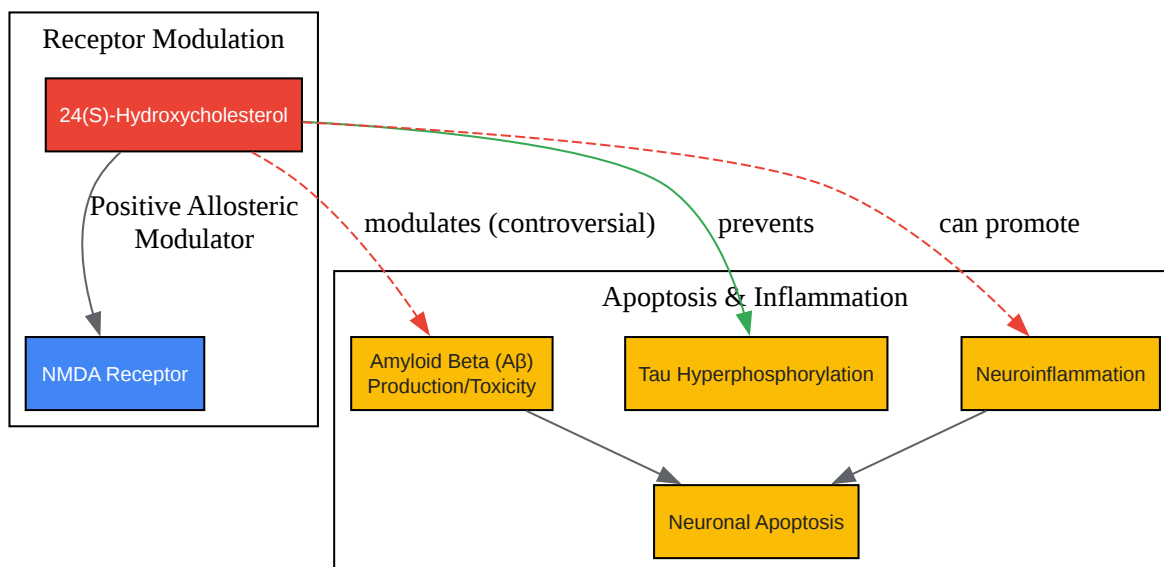 Receptor Modulation
24(S)-Hydroxycholesterol
Positive Allosteric
Modulator
modulates (controversial)
prevents
can promote
NMDA Receptor
Apoptosis & Inflammation
Amyloid Beta (Aβ)
Production/Toxicity
Tau Hyperphosphorylation
Neuroinflammation
Neuronal Apoptosis